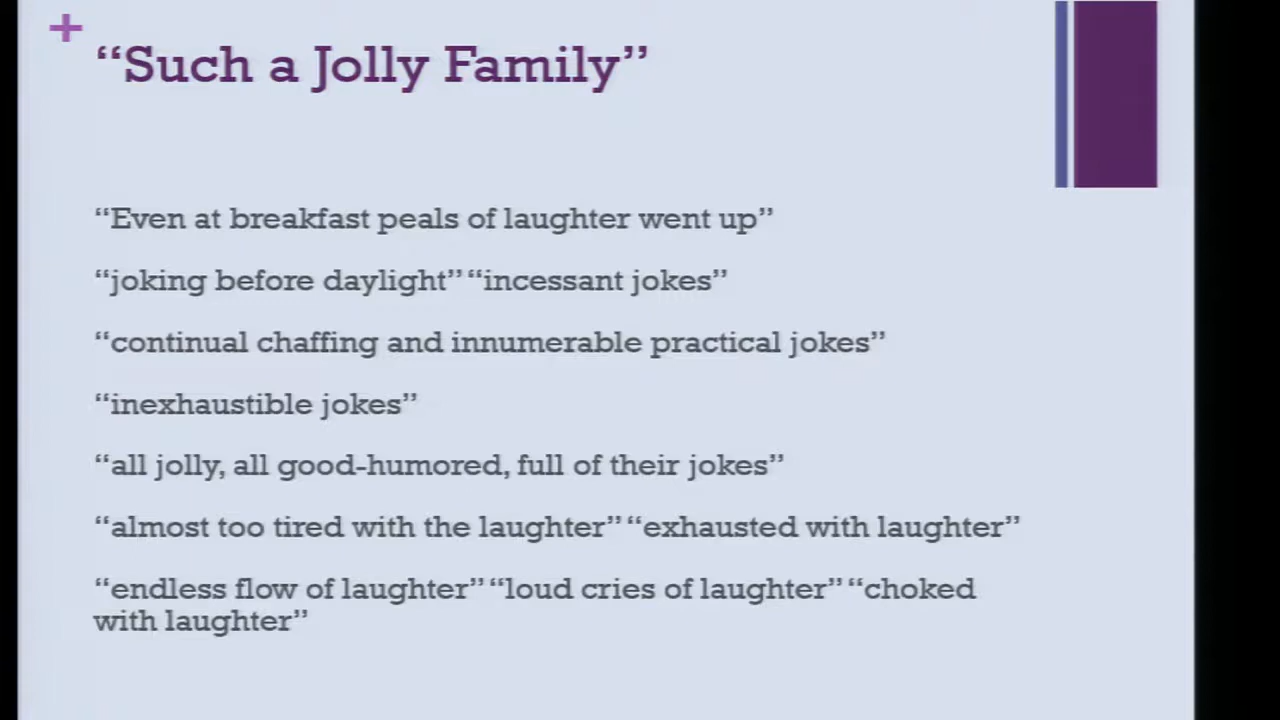 “Such a Jolly Family”
“Even at breakfast peals of laughter went up”
“joking before daylight” “incessant jokes”
“continual chaffing and innumerable practical jokes”
“inexhaustible jokes”
“all jolly, all good-humored, full of their jokes”
“almost too tired with the laughter” “exhausted with laughter”
“endless flow of laughter” “loud cries of laughter” “choked
with laughter”